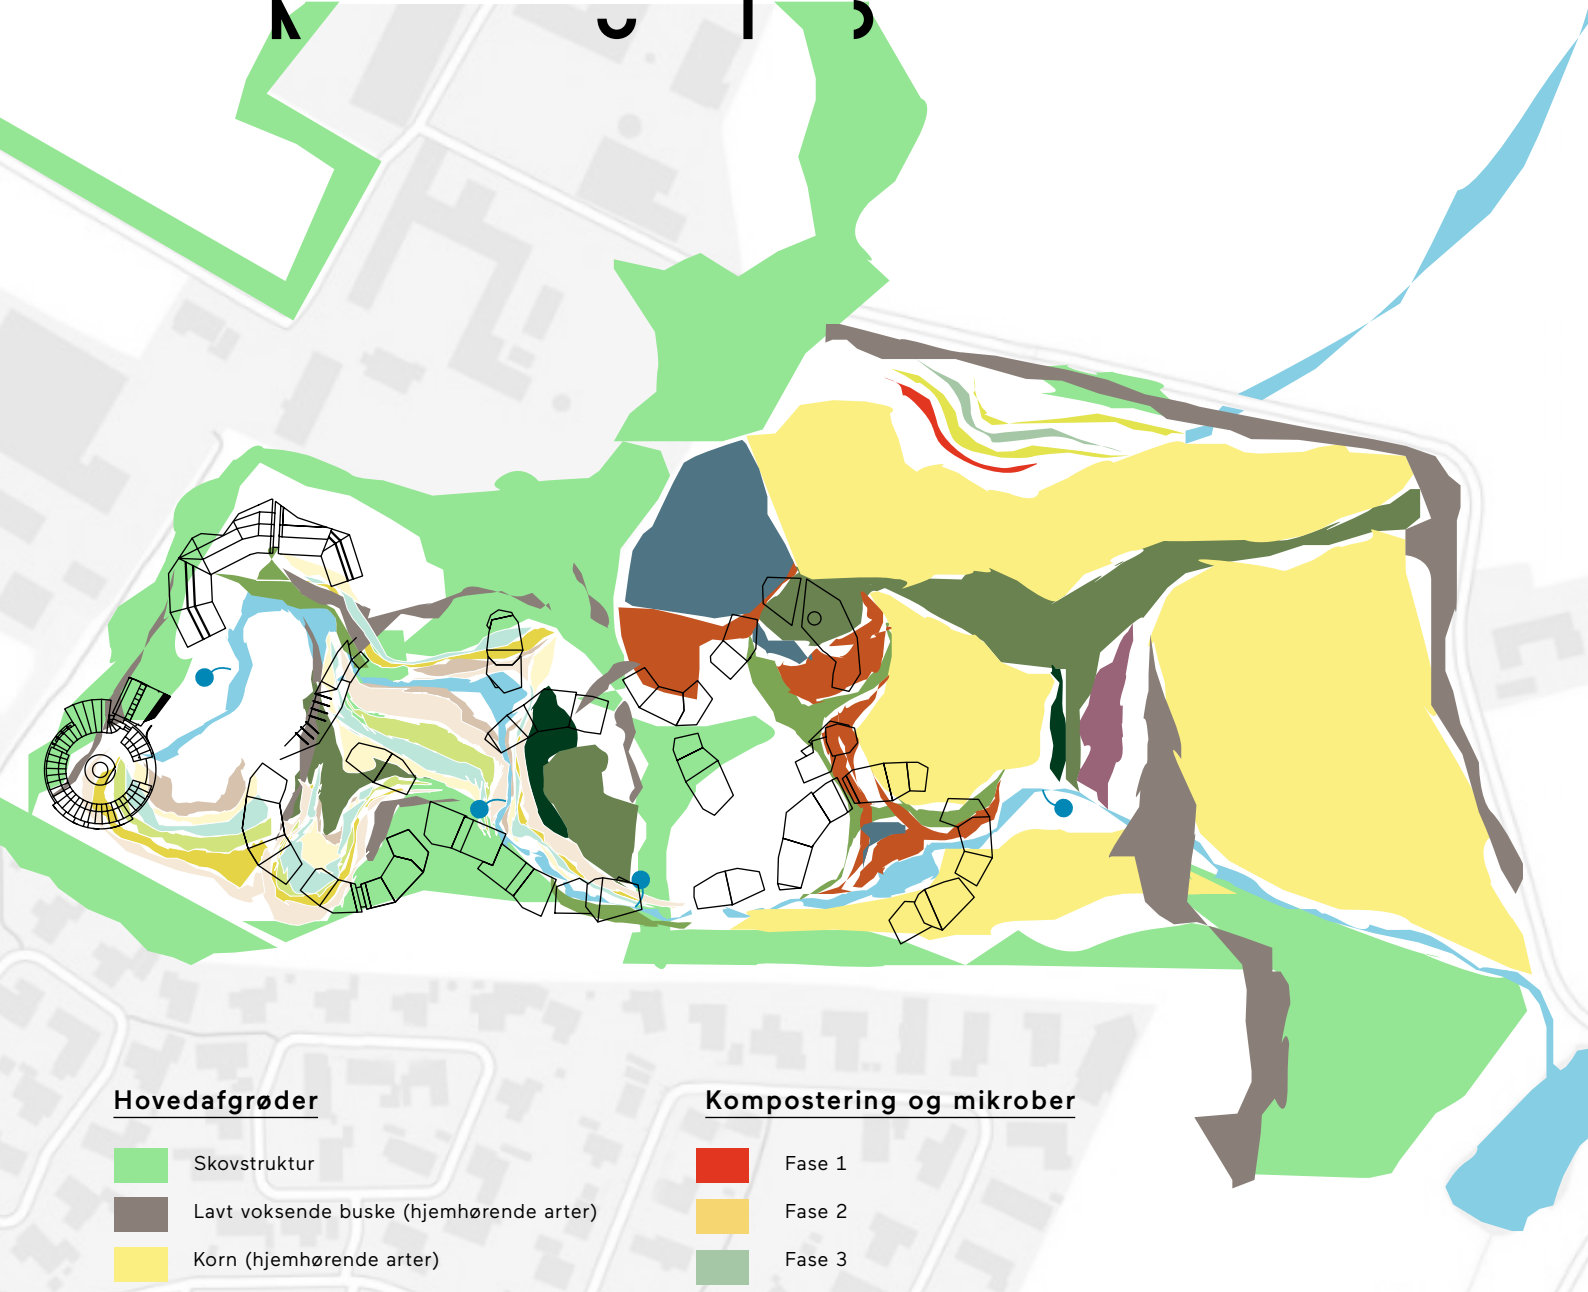 Hovedafgrøder
Skovstruktur
Lavt voksende buske (hjemhørende arter)
Korn (hjemhørende arter)
Kompostering og mikrober
Fase 1
Fase 2
Fase 3